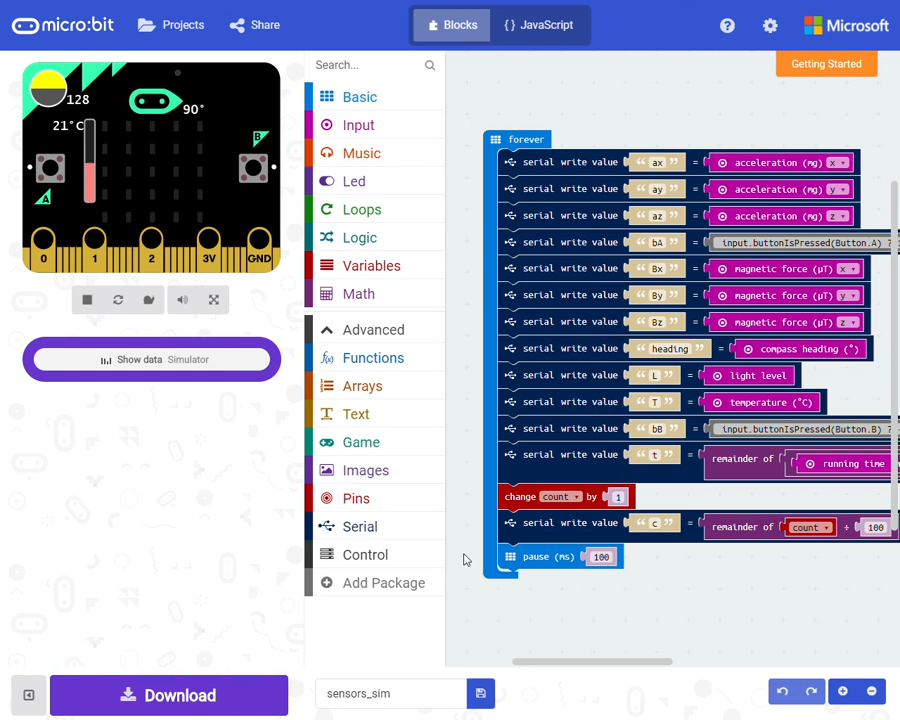 micro:bit Projects Share Blocks {} JavaScript ? Microsoft
Getting Started
128
90°
21°C
B
A
0 1 2 3V GND
Show data Simulator
Download
Search...
Basic
Input
Music
Led
Loops
Logic
Variables
Math
Advanced
Functions
Arrays
Text
Game
Images
Pins
Serial
Control
Add Package
forever
serial write value “ ax ” = acceleration (mg) x
serial write value “ ay ” = acceleration (mg) y
serial write value “ az ” = acceleration (mg) z
serial write value “ bA ” = input.buttonIsPressed(Button.A) ?
serial write value “ Bx ” = magnetic force (µT) x
serial write value “ By ” = magnetic force (µT) y
serial write value “ Bz ” = magnetic force (µT) z
serial write value “ heading ” = compass heading (°)
serial write value “ L ” = light level
serial write value “ T ” = temperature (°C)
serial write value “ bB ” = input.buttonIsPressed(Button.B) ?
serial write value “ t ” = remainder of running time
change count by 1
serial write value “ c ” = remainder of count ÷ 100
pause (ms) 100
sensors_sim